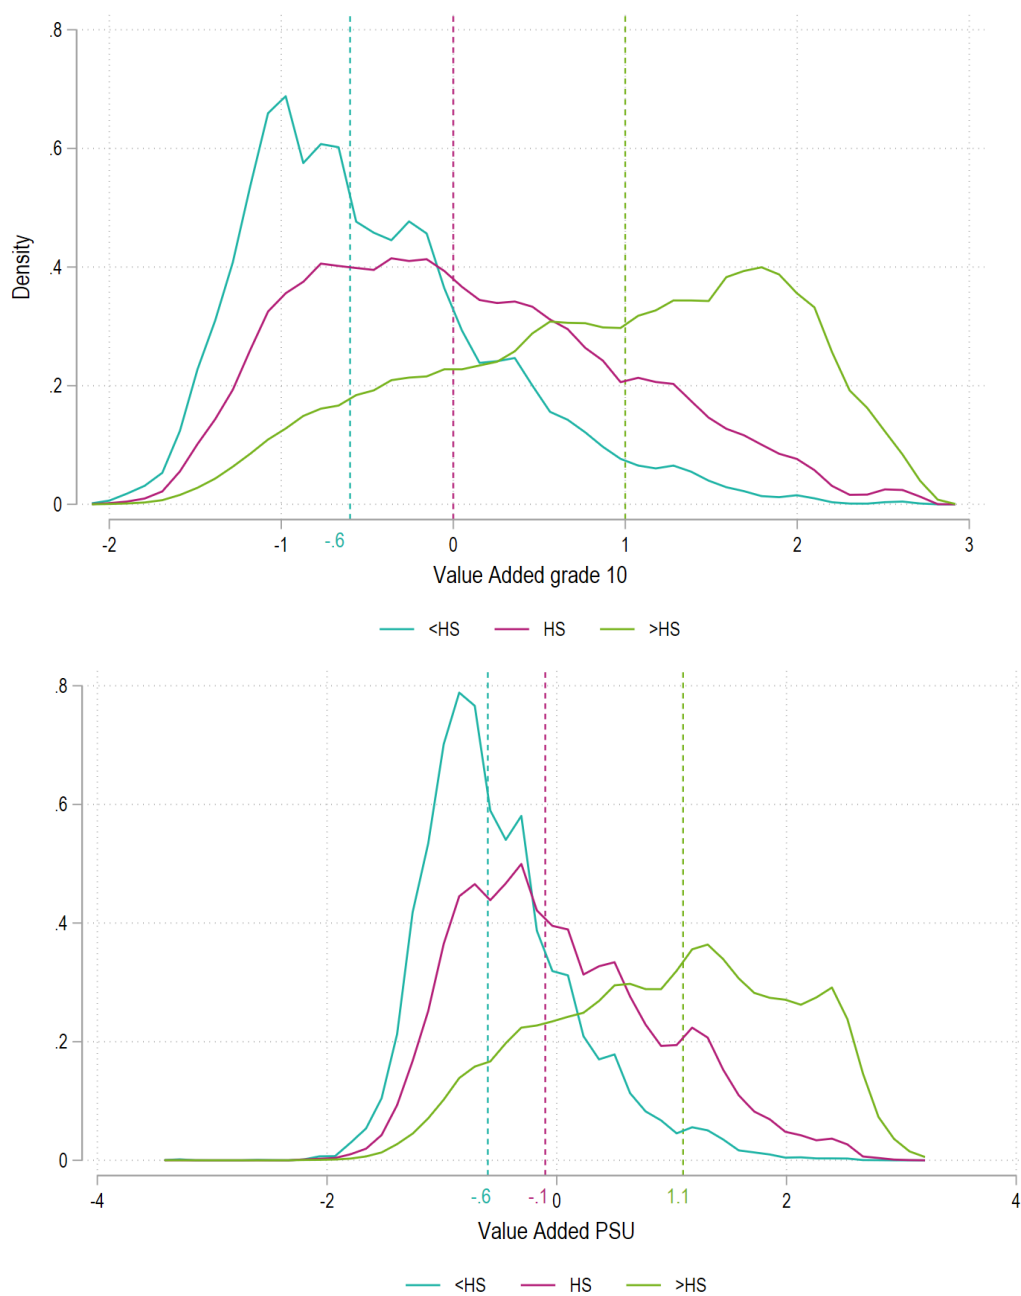 .8
.6
.4
.2
0
Density
-2 -1 -.6 0 1 2 3
Value Added grade 10
<HS HS >HS
.8
.6
.4
.2
0
-4 -2 -.6 -.1 0 1.1 2 4
Value Added PSU
<HS HS >HS